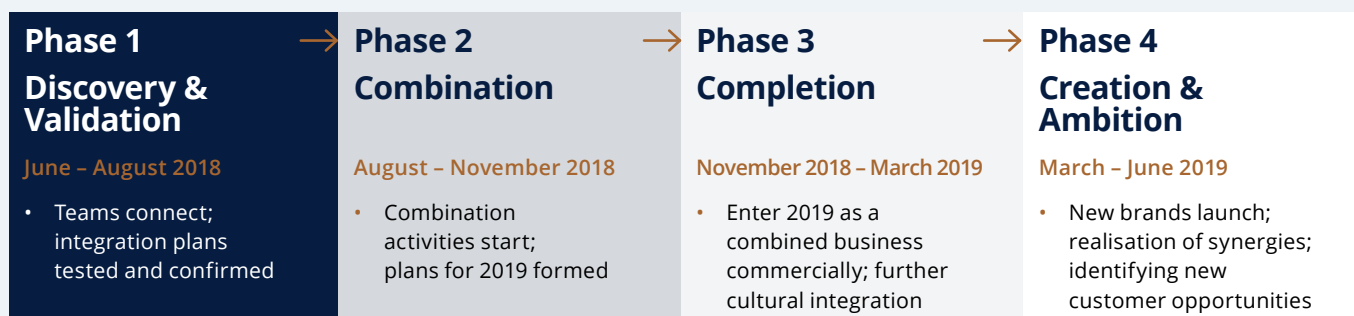 Phase 1
Discovery &
Validation
June – August 2018
• Teams connect;
integration plans
tested and confirmed
Phase 2
Combination
August – November 2018
• Combination
activities start;
plans for 2019 formed
Phase 3
Completion
November 2018 – March 2019
• Enter 2019 as a
combined business
commercially; further
cultural integration
Phase 4
Creation &
Ambition
March – June 2019
• New brands launch;
realisation of synergies;
identifying new
customer opportunities